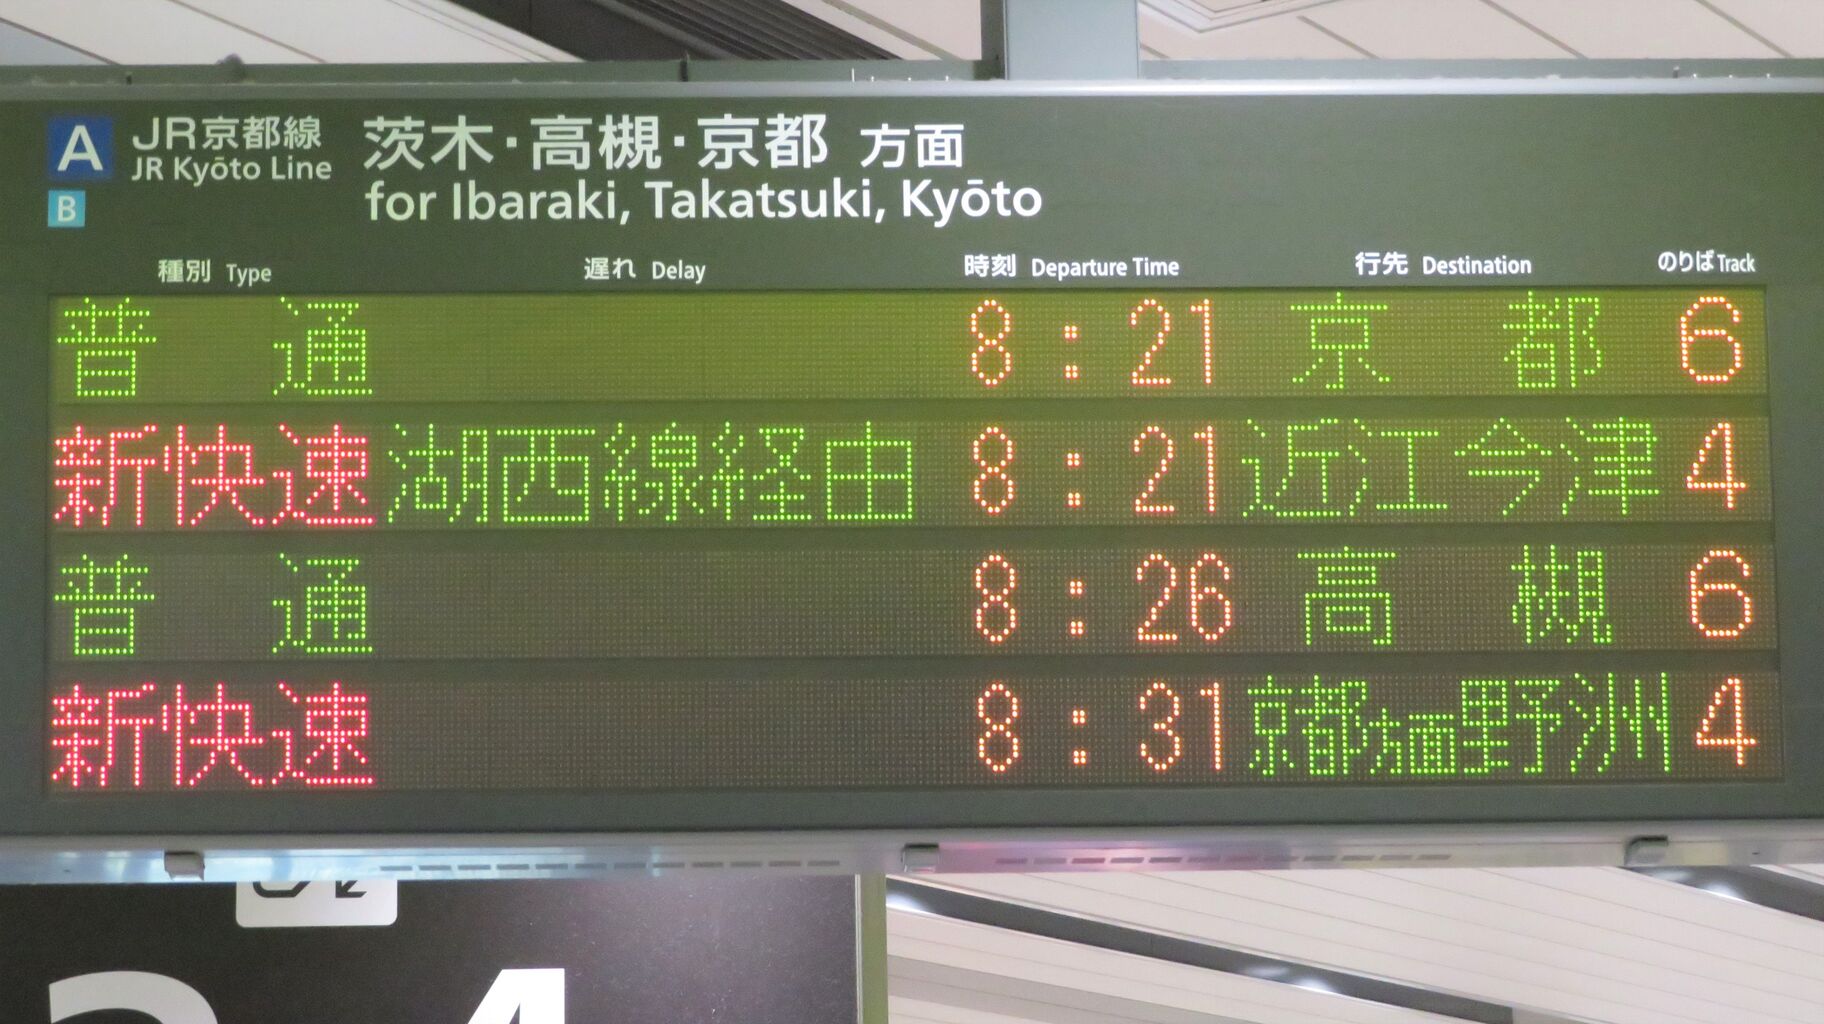 A JR京都線 茨木・高槻・京都 方面
JR Kyōto Line
B for Ibaraki, Takatsuki, Kyōto
種別 Type 遅れ Delay 時刻 Departure Time 行先 Destination のりば Track
普通 8:21 京都 6
新快速 湖西線経由 8:21 近江今津 4
普通 8:26 高槻 6
新快速 8:31 京都方面野洲 4
4